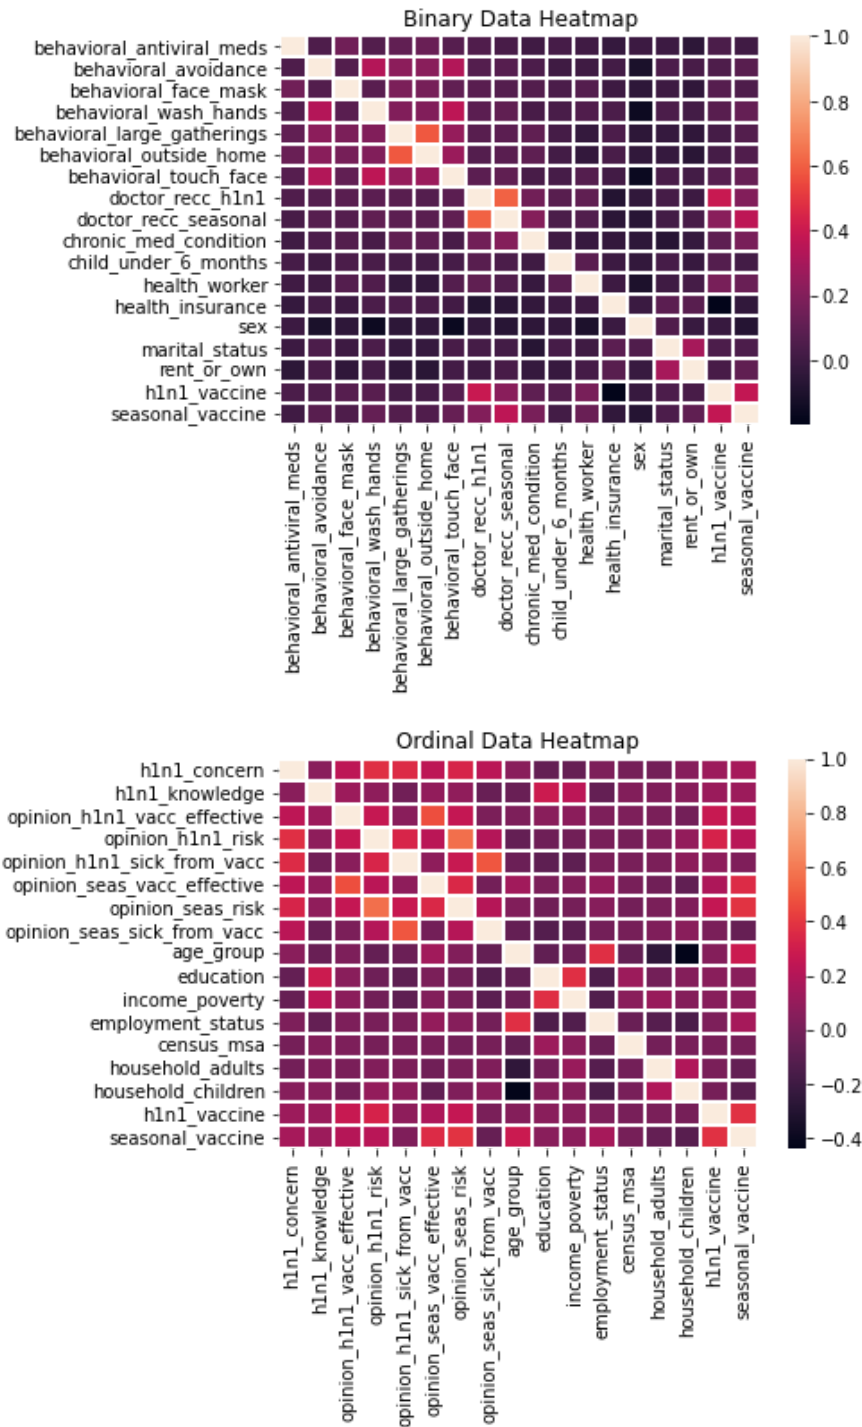 Binary Data Heatmap
behavioral_antiviral_meds
behavioral_avoidance
behavioral_face_mask
behavioral_wash_hands
behavioral_large_gatherings
behavioral_outside_home
behavioral_touch_face
doctor_recc_h1n1
doctor_recc_seasonal
chronic_med_condition
child_under_6_months
health_worker
health_insurance
sex
marital_status
rent_or_own
h1n1_vaccine
seasonal_vaccine
1.0
0.8
0.6
0.4
0.2
0.0
behavioral_antiviral_meds
behavioral_avoidance
behavioral_face_mask
behavioral_wash_hands
behavioral_large_gatherings
behavioral_outside_home
behavioral_touch_face
doctor_recc_h1n1
doctor_recc_seasonal
chronic_med_condition
child_under_6_months
health_worker
health_insurance
sex
marital_status
rent_or_own
h1n1_vaccine
seasonal_vaccine
Ordinal Data Heatmap
h1n1_concern
h1n1_knowledge
opinion_h1n1_vacc_effective
opinion_h1n1_risk
opinion_h1n1_sick_from_vacc
opinion_seas_vacc_effective
opinion_seas_risk
opinion_seas_sick_from_vacc
age_group
education
income_poverty
employment_status
census_msa
household_adults
household_children
h1n1_vaccine
seasonal_vaccine
1.0
0.8
0.6
0.4
0.2
0.0
−0.2
−0.4
h1n1_concern
h1n1_knowledge
opinion_h1n1_vacc_effective
opinion_h1n1_risk
opinion_h1n1_sick_from_vacc
opinion_seas_vacc_effective
opinion_seas_risk
opinion_seas_sick_from_vacc
age_group
education
income_poverty
employment_status
census_msa
household_adults
household_children
h1n1_vaccine
seasonal_vaccine